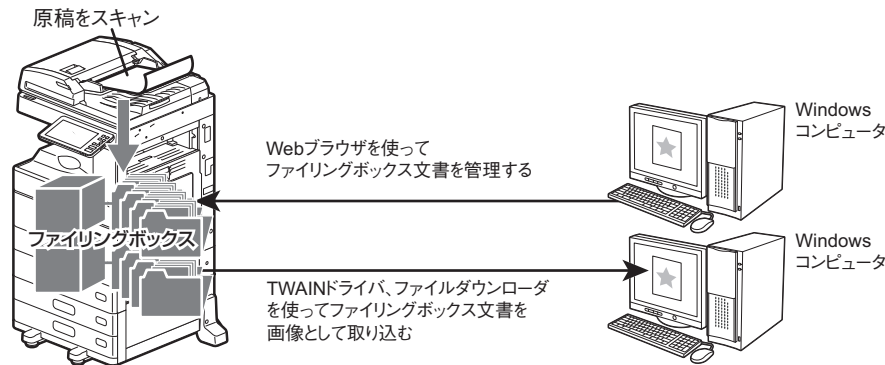 原稿をスキャン
Webブラウザを使って
ファイリングボックス文書を管理する
Windows
コンピュータ
ファイリングボックス
TWAINドライバ、ファイルダウンローダ
を使ってファイリングボックス文書を
画像として取り込む
Windows
コンピュータ